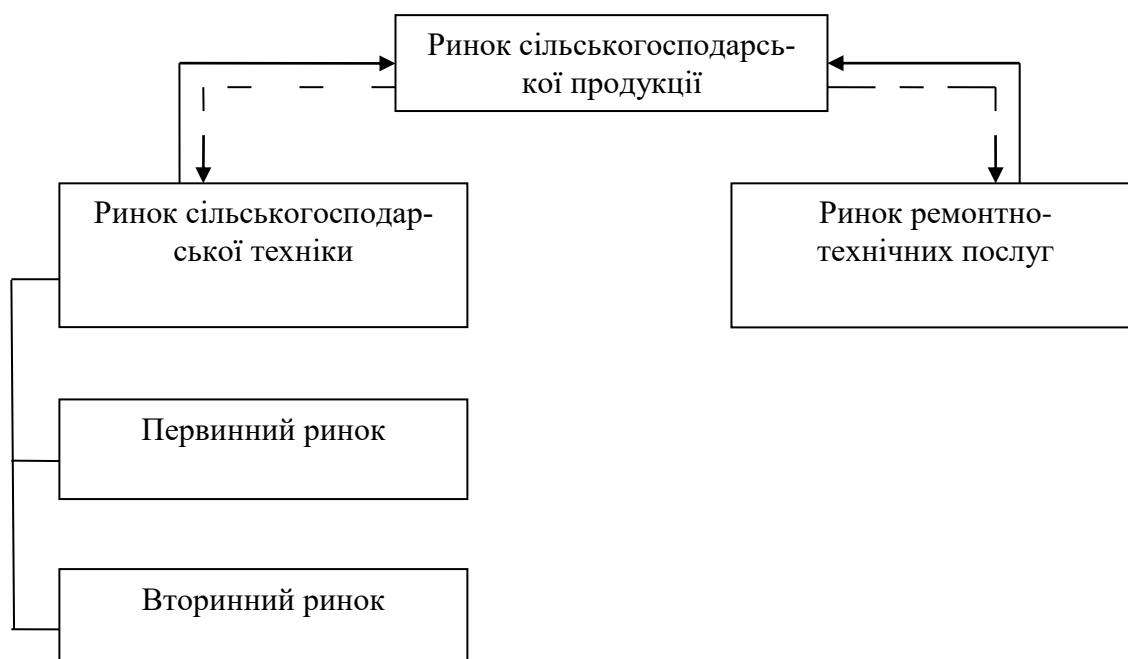 Ринок сільськогосподарсь-
кої продукції
Ринок сільськогосподар-
ської техніки
Ринок ремонтно-
технічних послуг
Первинний ринок
Вторинний ринок